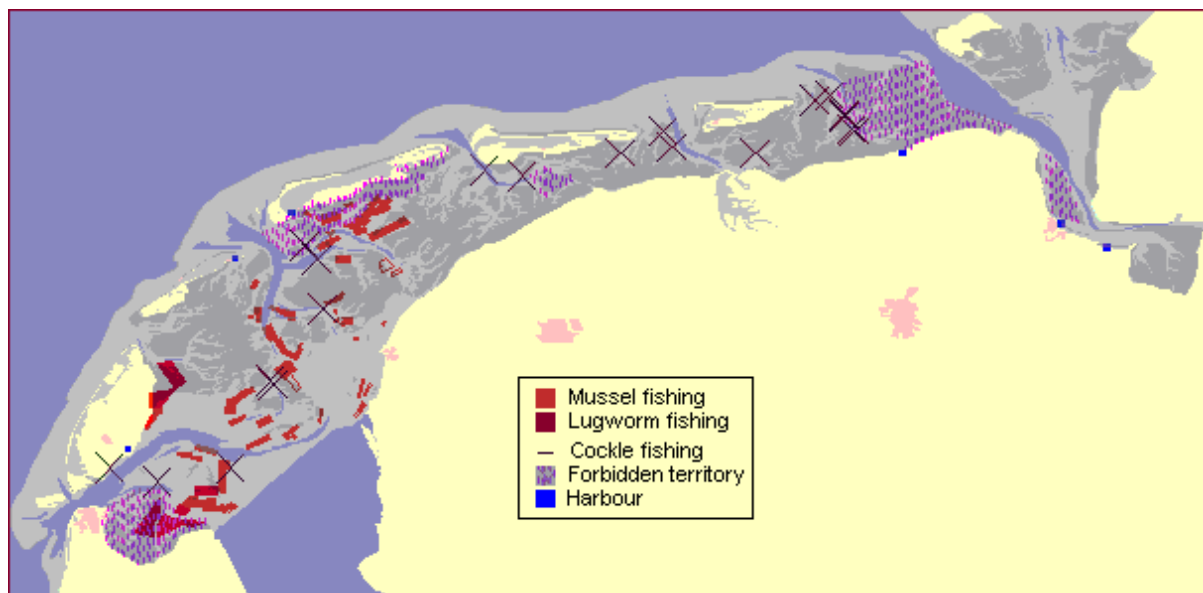 Mussel fishing
Lugworm fishing
Cockle fishing
Forbidden territory
Harbour